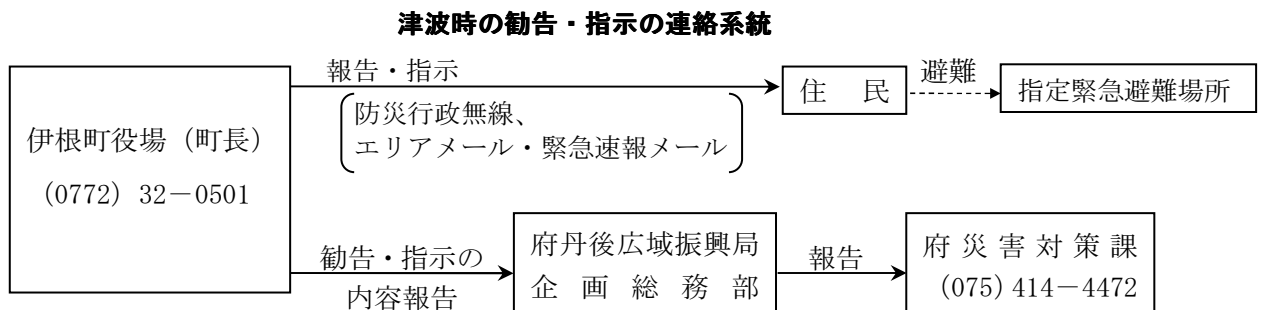 津波時の勧告・指示の連絡系統
伊根町役場（町長）
（0772）32－0501
報告・指示
防災行政無線、
エリアメール・緊急速報メール
住　民
避難
指定緊急避難場所
勧告・指示の
内容報告
府丹後広域振興局
企　画　総　務　部
報告
府 災 害 対 策 課
（075）414－4472